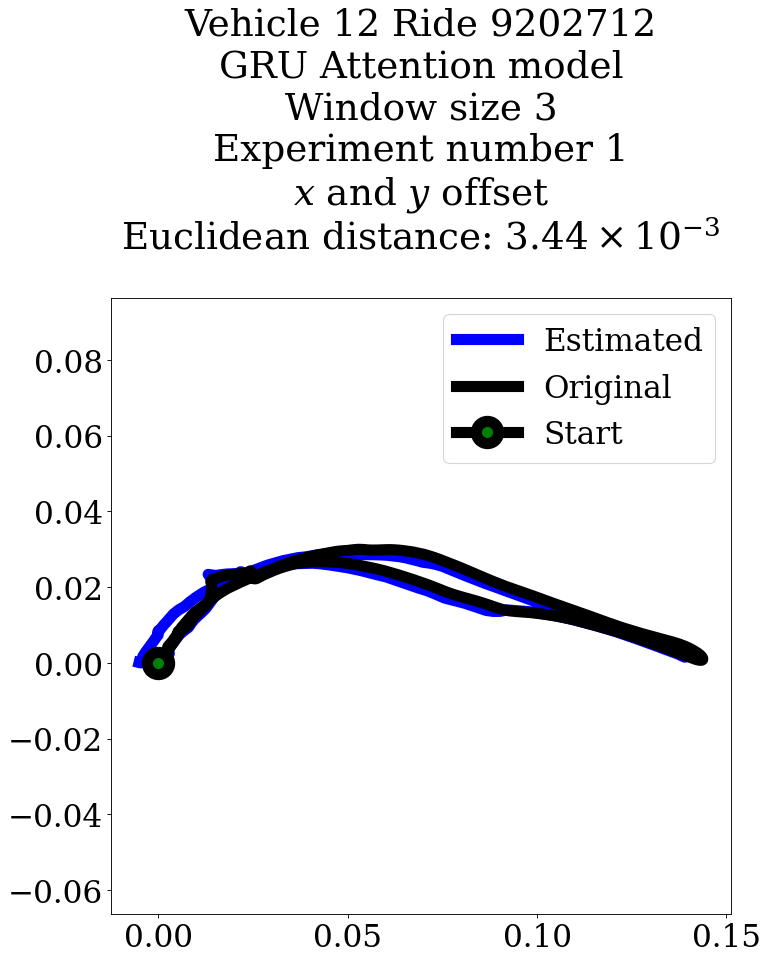 Vehicle 12 Ride 9202712
GRU Attention model
Window size 3
Experiment number 1
x and y offset
Euclidean distance: 3.44 × 10⁻³
Estimated
Original
Start
0.08
0.06
0.04
0.02
0.00
−0.02
−0.04
−0.06
0.00 0.05 0.10 0.15